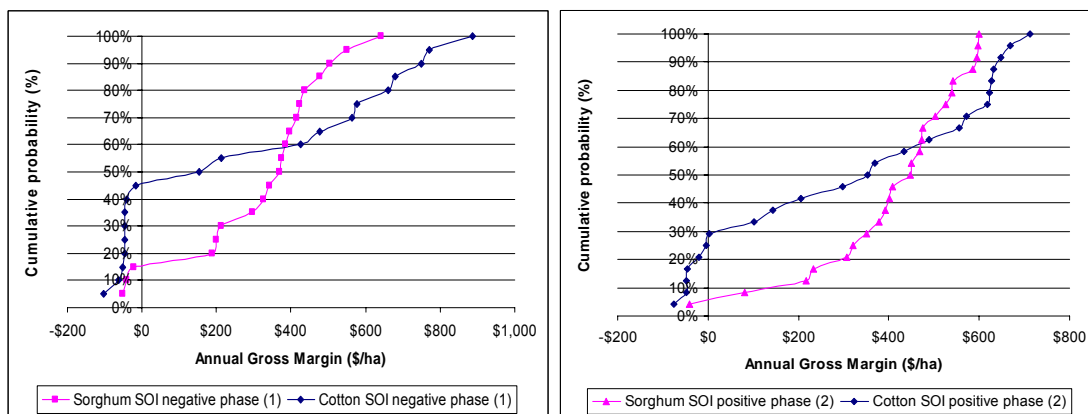 100%
90%
80%
70%
60%
50%
40%
30%
20%
10%
0%
Cumulative probability (%)
-$200 $0 $200 $400 $600 $800 $1,000
Annual Gross Margin ($/ha)
Sorghum SOI negative phase (1) Cotton SOI negative phase (1)
100%
90%
80%
70%
60%
50%
40%
30%
20%
10%
0%
Cumulative probability (%)
-$200 $0 $200 $400 $600 $800
Annual Gross Margin ($/ha)
Sorghum SOI positive phase (2) Cotton SOI positive phase (2)